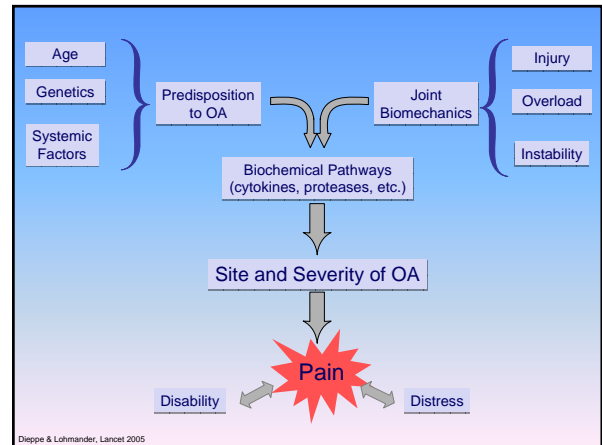 Age
Genetics
Systemic
Factors
Predisposition
to OA
Joint
Biomechanics
Injury
Overload
Instability
Biochemical Pathways
(cytokines, proteases, etc.)
Site and Severity of OA
Pain
Disability
Distress
Dieppe & Lohmander, Lancet 2005